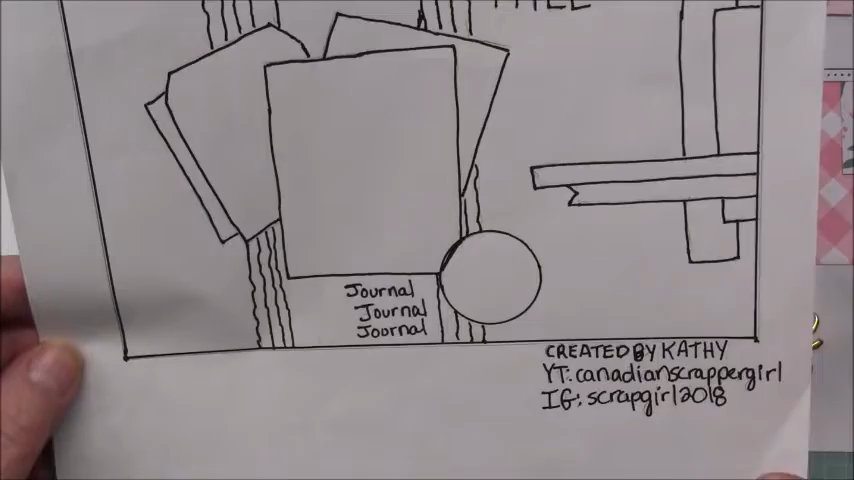 Journal
Journal
Journal
CREATED BY KATHY
YT: canadianscrappergirl
IG: scrapgirl2018